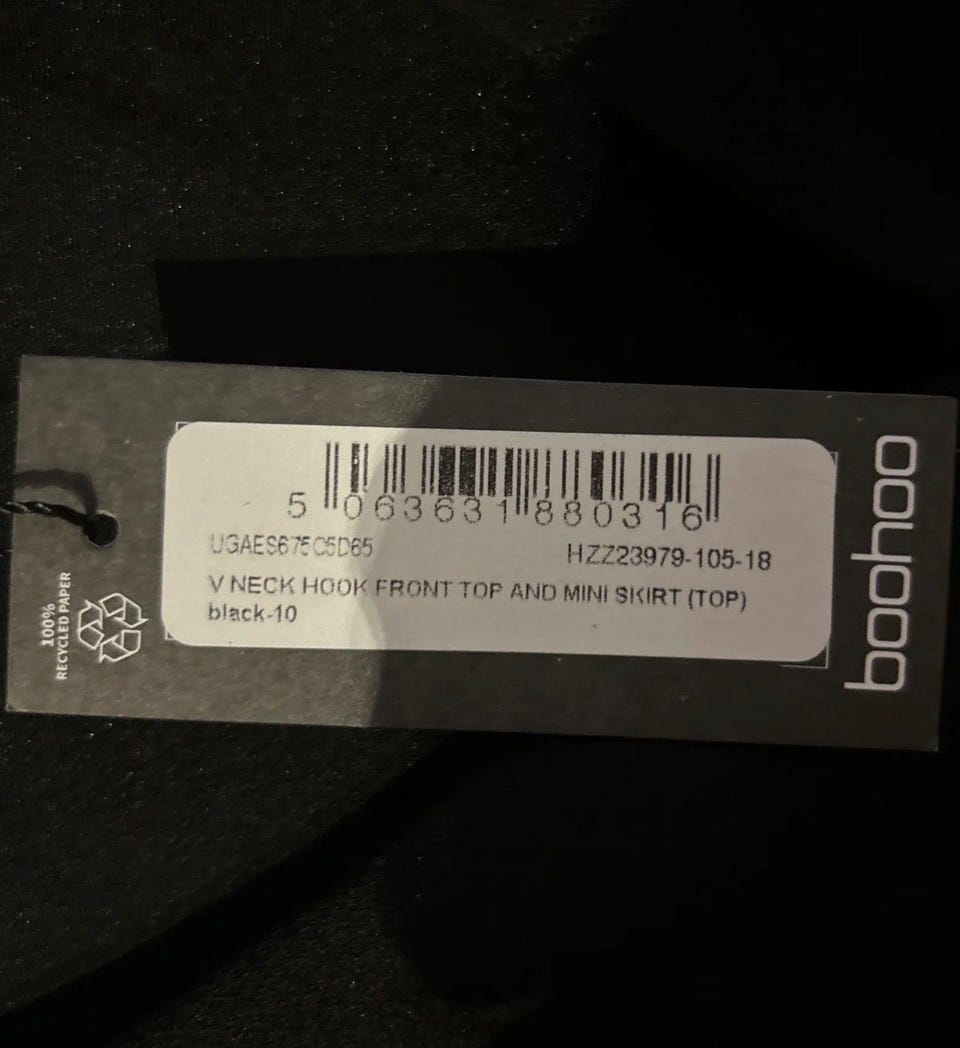 5 063631 880316
UGAES675C5D65
HZZ23979-105-18
V NECK HOOK FRONT TOP AND MINI SKIRT (TOP)
black-10
100%
RECYCLED PAPER
boohoo